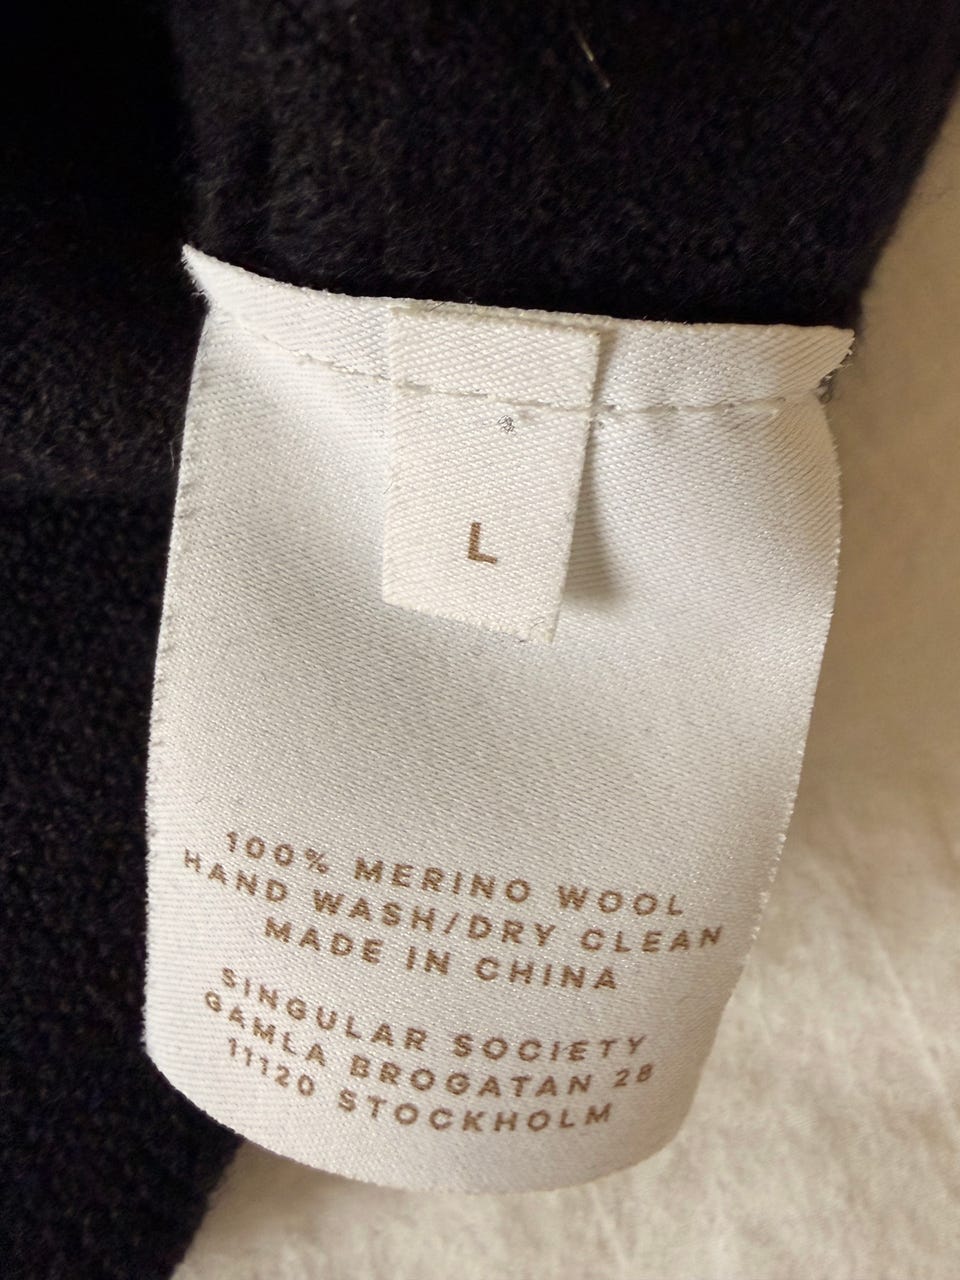 L
100% MERINO WOOL
HAND WASH/DRY CLEAN
MADE IN CHINA
SINGULAR SOCIETY
GAMLA BROGATAN 28
11120 STOCKHOLM